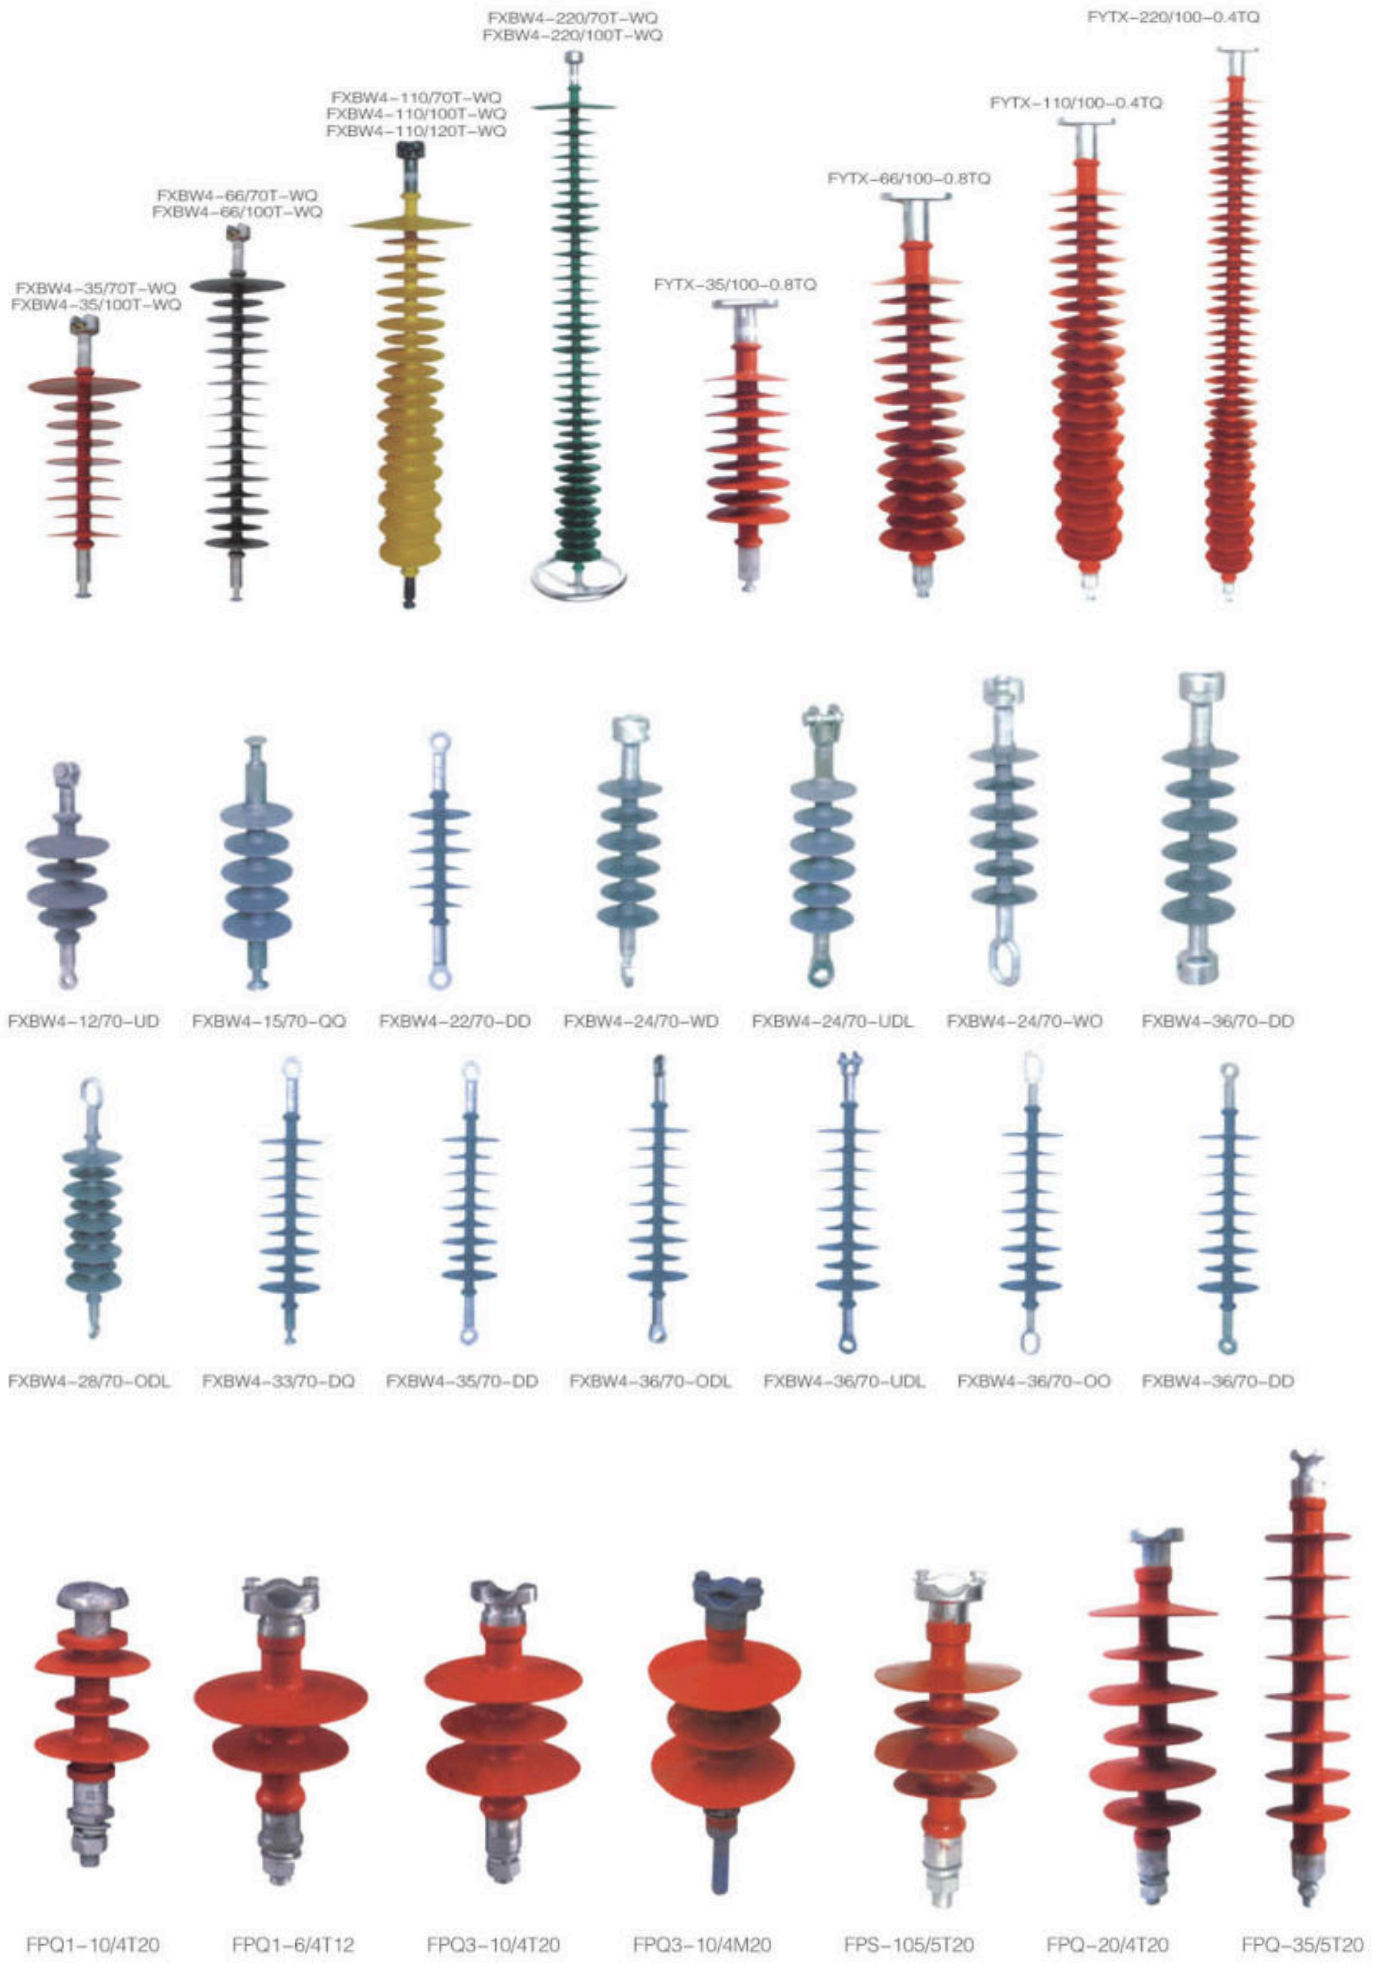 FXBW4-220/70T-WQ
FXBW4-220/100T-WQ
FYTX-220/100-0.4TQ
FXBW4-110/70T-WQ
FXBW4-110/100T-WQ
FXBW4-110/120T-WQ
FYTX-110/100-0.4TQ
FXBW4-66/70T-WQ
FXBW4-66/100T-WQ
FYTX-66/100-0.8TQ
FXBW4-35/70T-WQ
FXBW4-35/100T-WQ
FYTX-35/100-0.8TQ
FXBW4-12/70-UD
FXBW4-15/70-QQ
FXBW4-22/70-DD
FXBW4-24/70-WD
FXBW4-24/70-UDL
FXBW4-24/70-WO
FXBW4-36/70-DD
FXBW4-28/70-ODL
FXBW4-33/70-DQ
FXBW4-35/70-DD
FXBW4-36/70-ODL
FXBW4-36/70-UDL
FXBW4-36/70-OO
FXBW4-36/70-DD
FPQ1-10/4T20
FPQ1-6/4T12
FPQ3-10/4T20
FPQ3-10/4M20
FPS-105/5T20
FPQ-20/4T20
FPQ-35/5T20